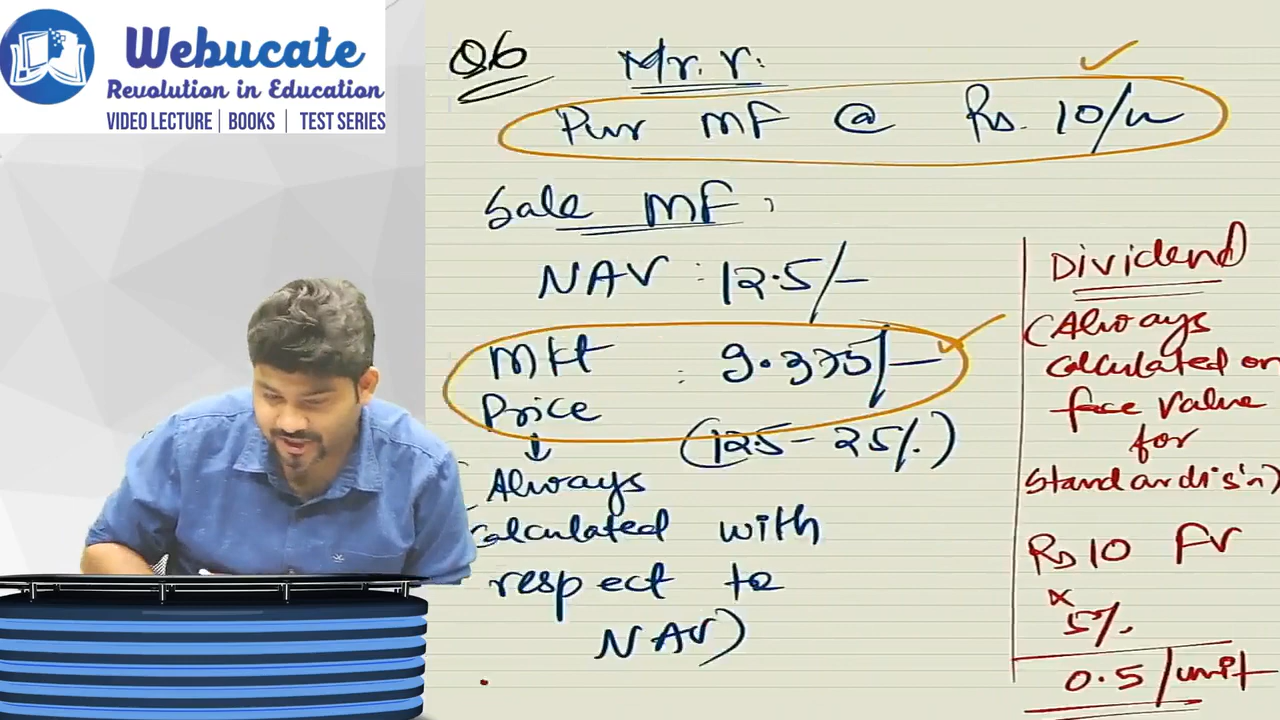 Webucate
Revolution in Education
VIDEO LECTURE | BOOKS | TEST SERIES
Q6 Mr. V.
Pur MF @ Rs. 10/u
Sale MF :
NAV : 12.5/-
Mkt Price : 9.375/-
(12.5 - 25%)
(Always
calculated with
respect to
NAV)
Dividend
(Always
calculated on
face value
for
standardis'n)
Rs 10 FV
x
5%
0.5/unit